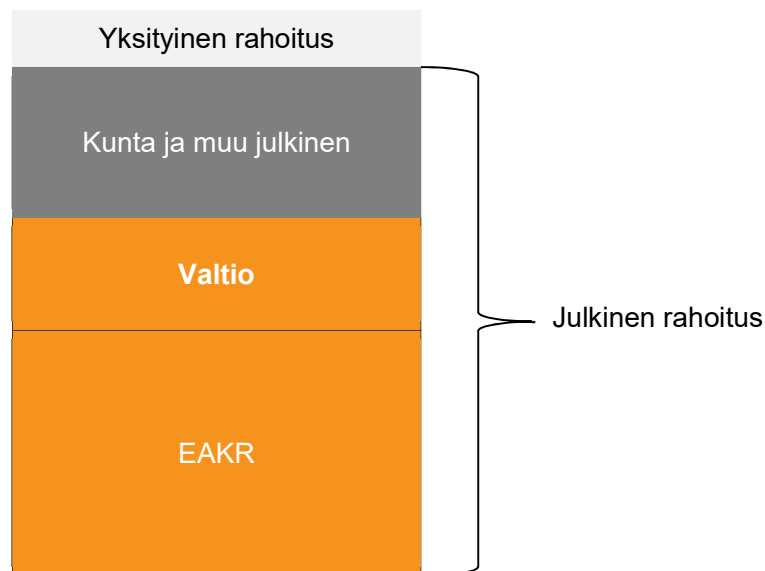 Yksityinen rahoitus
Kunta ja muu julkinen
Valtio
Julkinen rahoitus
EAKR